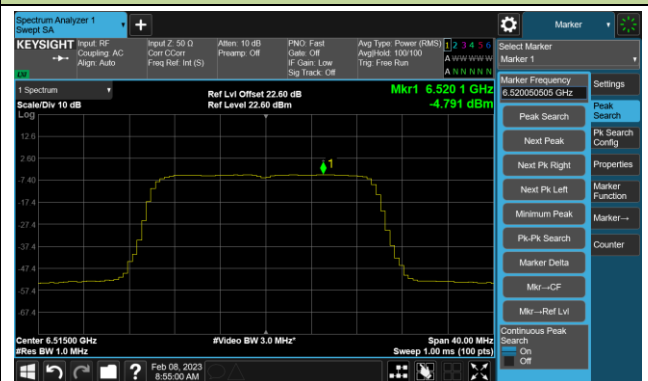 Spectrum Analyzer 1
Swept SA
+
Marker
KEYSIGHT
Input: RF
Coupling: AC
Align: Auto
Input Z: 50 Ω
Corr CCorr
Freq Ref: Int (S)
Atten: 10 dB
Preamp: Off
PNO: Fast
Gate: Off
IF Gain: Low
Sig Track: Off
Avg Type: Power (RMS)
Avg|Hold: 100/100
Trig: Free Run
1 2 3 4 5 6
A W W W W W
A N N N N N
Select Marker
Marker 1
1 Spectrum
Scale/Div 10 dB
Log
Ref Lvl Offset 22.60 dB
Ref Level 22.60 dBm
Mkr1 6.520 1 GHz
-4.791 dBm
12.6
2.60
-7.40
-17.4
-27.4
-37.4
-47.4
-57.4
-67.4
1
Center 6.51500 GHz
#Res BW 1.0 MHz
#Video BW 3.0 MHz*
Span 40.00 MHz
Sweep 1.00 ms (100 pts)
Marker Frequency
6.520050505 GHz
Peak Search
Next Peak
Next Pk Right
Next Pk Left
Minimum Peak
Pk-Pk Search
Marker Delta
Mkr→CF
Mkr→Ref Lvl
Continuous Peak
Search
On
Off
Settings
Peak
Search
Pk Search
Config
Properties
Marker
Function
Marker→
Counter
?
Feb 08, 2023
8:55:00 AM